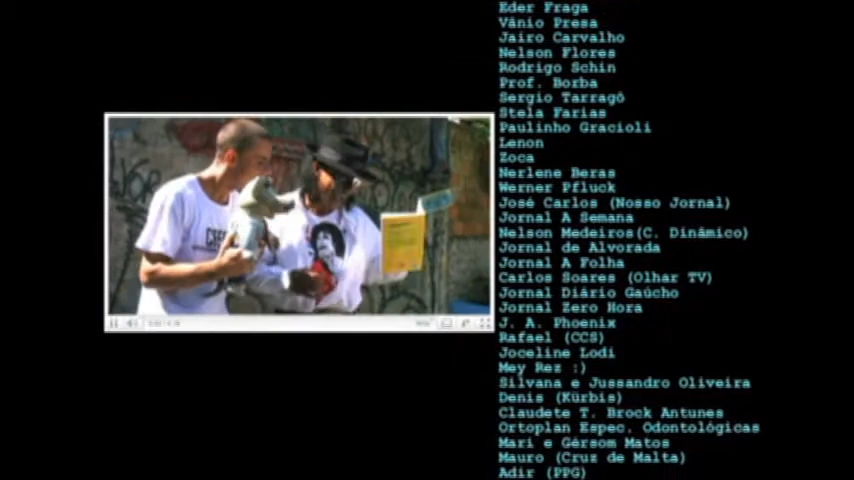 Eder Fraga
Vânio Presa
Jairo Carvalho
Nelson Flores
Rodrigo Schin
Prof. Borba
Sergio Tarragô
Stela Farias
Paulinho Gracioli
Lenon
Zoca
Nerlene Beras
Werner Pfluck
José Carlos (Nosso Jornal)
Jornal A Semana
Nelson Medeiros(C. Dinâmico)
Jornal de Alvorada
Jornal A Folha
Carlos Soares (Olhar TV)
Jornal Diário Gaúcho
Jornal Zero Hora
J. A. Phoenix
Rafael (CCS)
Joceline Lodi
Mey Rez :)
Silvana e Jussandro Oliveira
Denis (Kürbis)
Claudete T. Brock Antunes
Ortoplan Espec. Odontológicas
Mari e Gérsom Matos
Mauro (Cruz de Malta)
Adir (PPG)